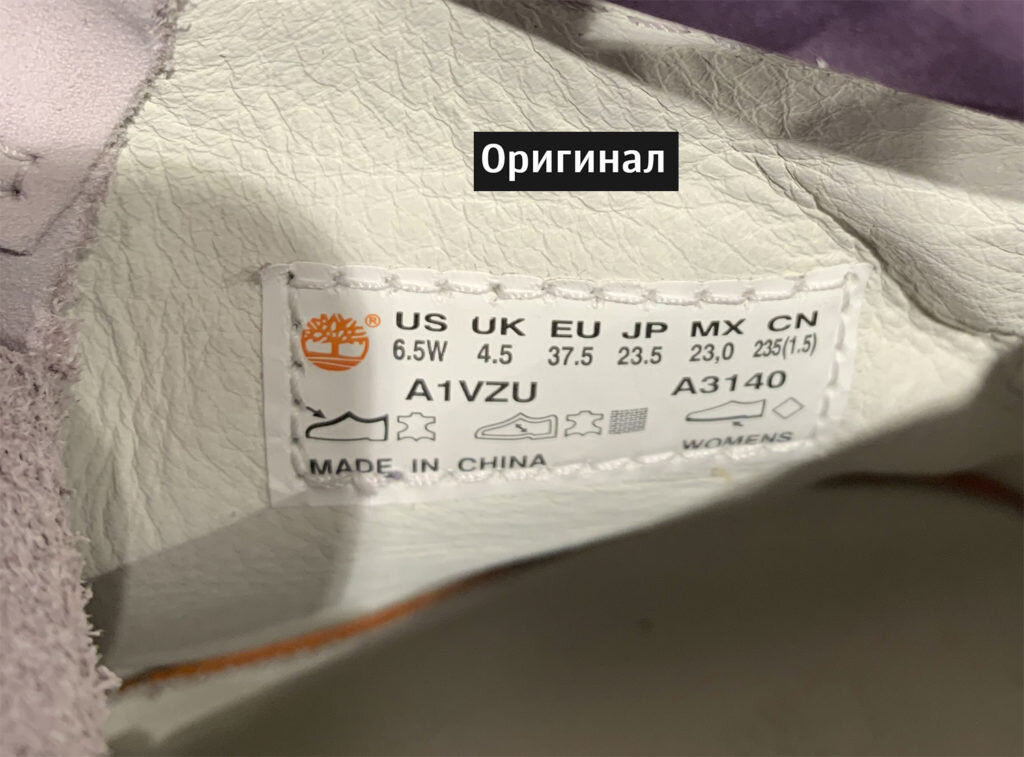 Оригинал
US UK EU JP MX CN
6.5W 4.5 37.5 23.5 23,0 235(1.5)
A1VZU A3140
WOMENS
MADE IN CHINA